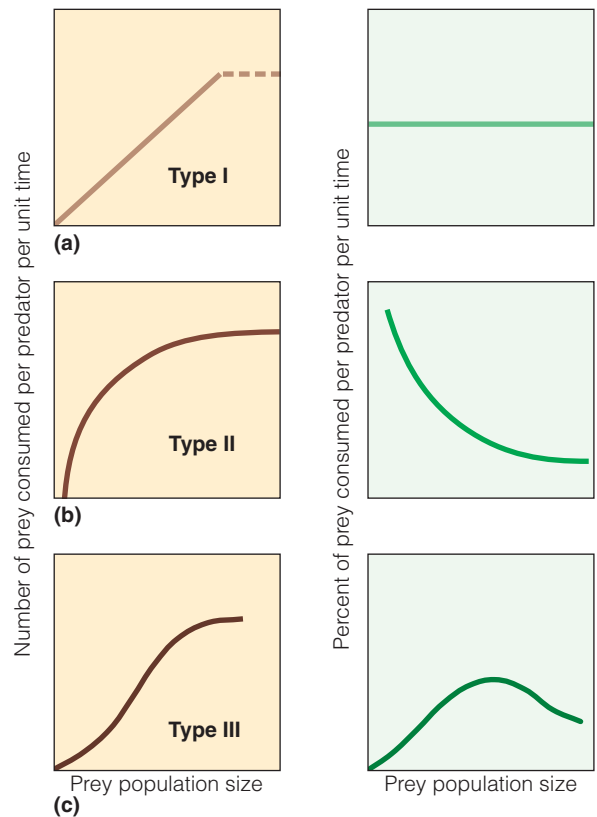 Number of prey consumed per predator per unit time
Type I
(a)
Type II
(b)
Type III
Prey population size
(c)
Percent of prey consumed per predator per unit time
Prey population size